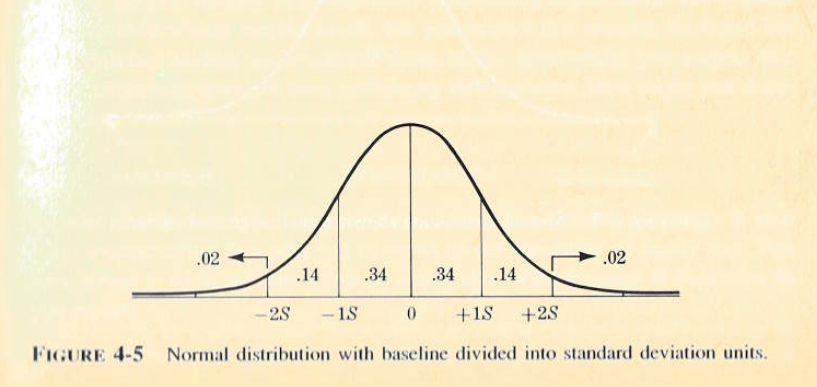 .02 .02
.14 .34 .34 .14
−2S −1S 0 +1S +2S
FIGURE 4-5 Normal distribution with baseline divided into standard deviation units.